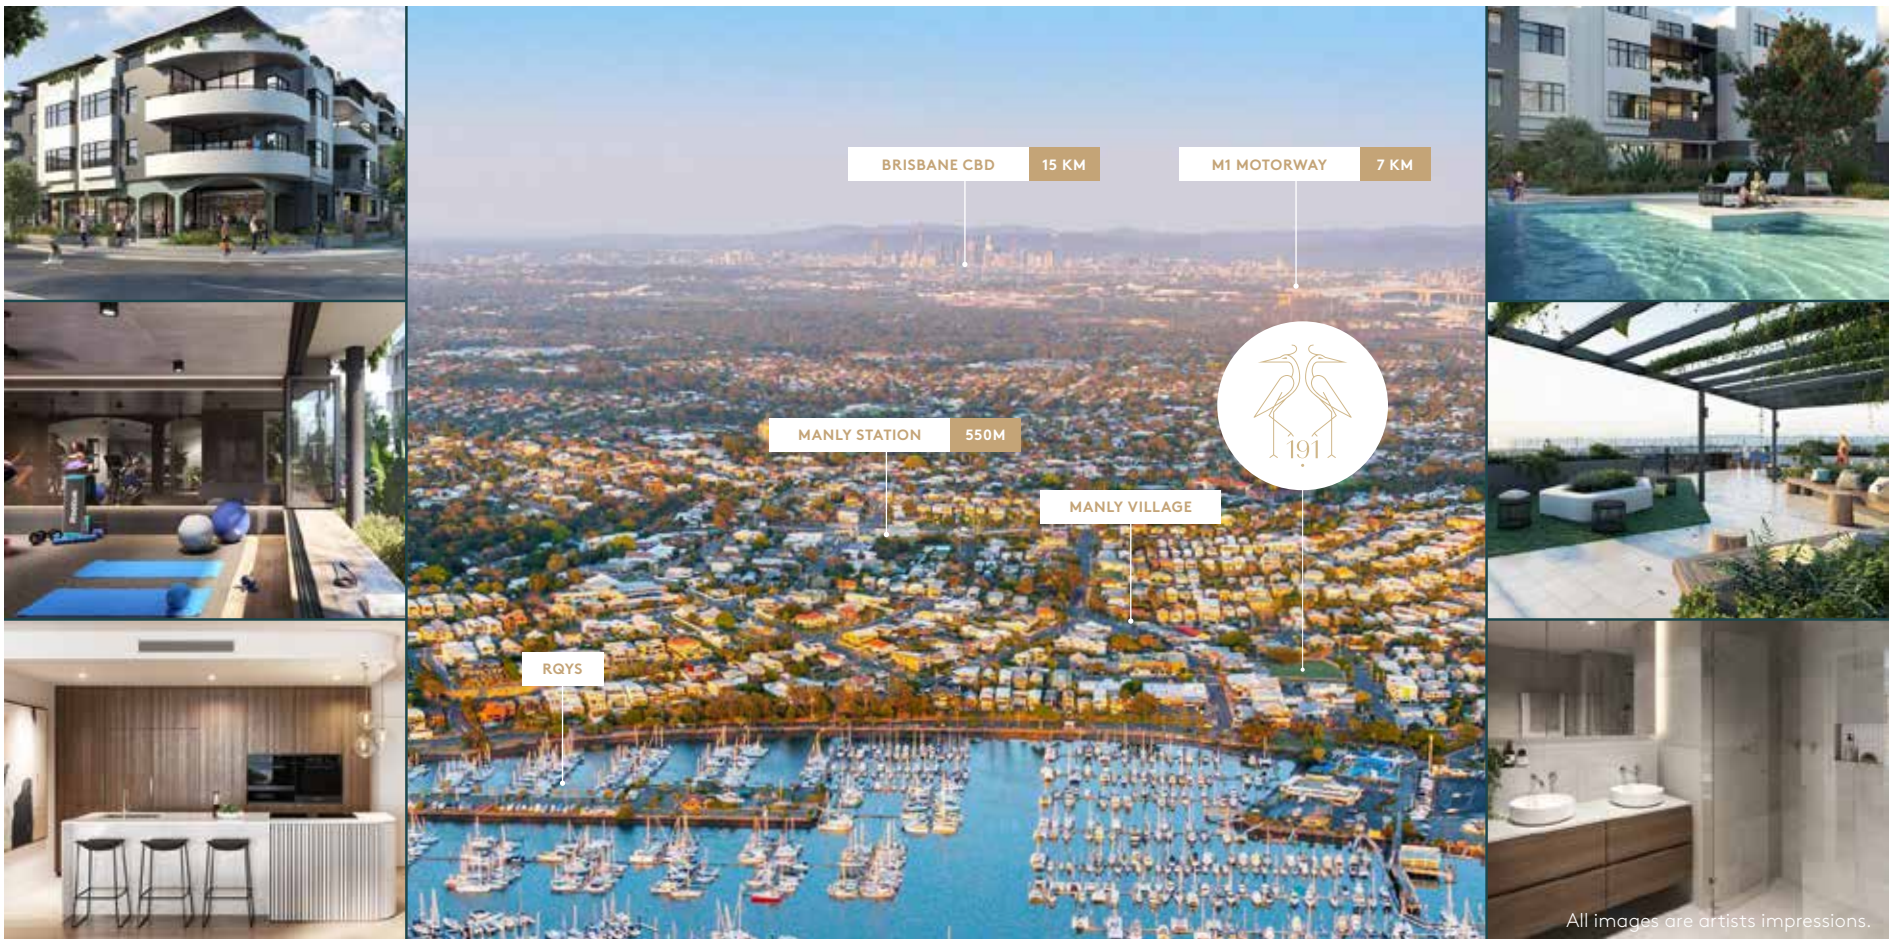 BRISBANE CBD 15 KM
M1 MOTORWAY 7 KM
191
MANLY STATION 550M
MANLY VILLAGE
RQYS
All images are artists impressions.